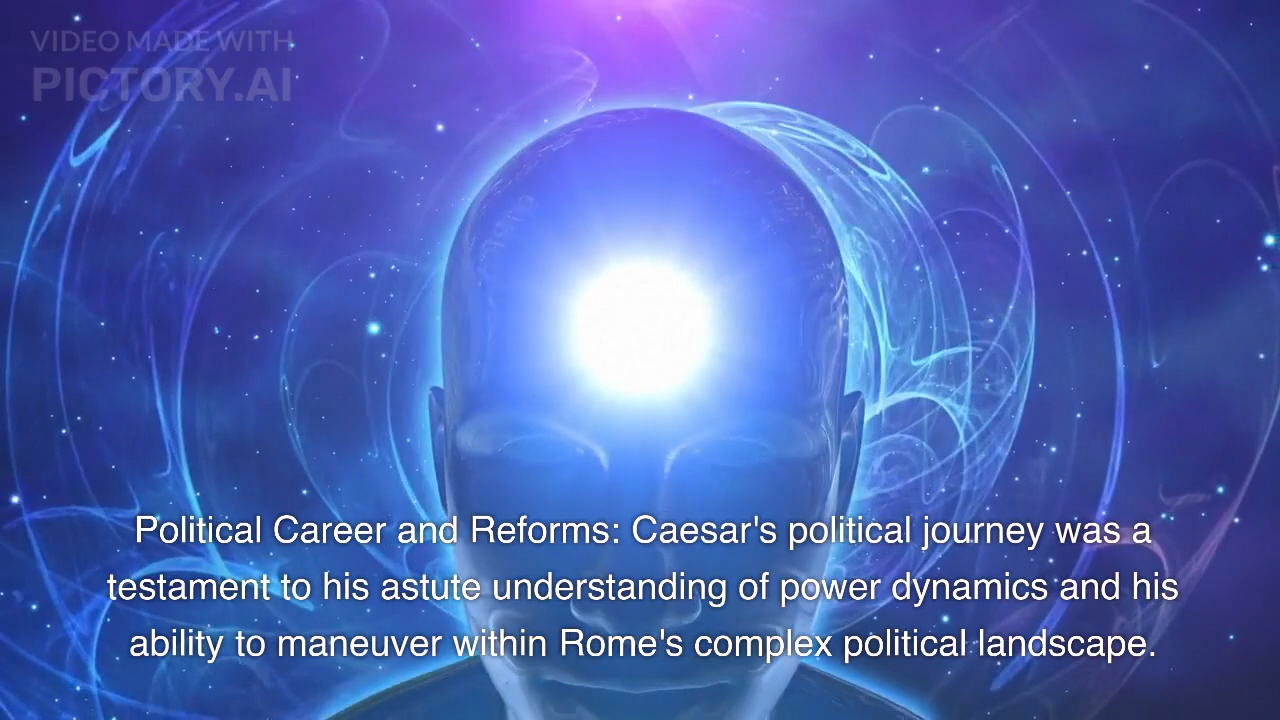 VIDEO MADE WITH
PICTORY.AI
Political Career and Reforms: Caesar's political journey was a
testament to his astute understanding of power dynamics and his
ability to maneuver within Rome's complex political landscape.